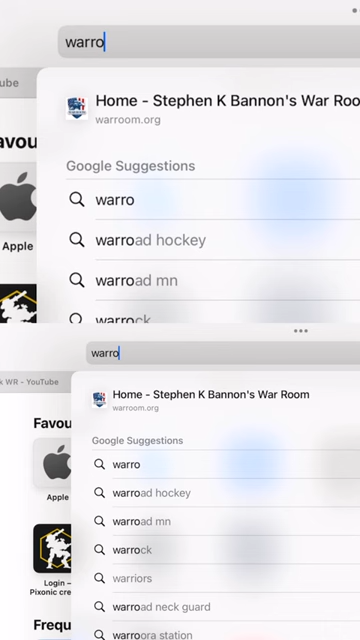 warro
ube
Home - Stephen K Bannon's War Roo
warroom.org
avou
Google Suggestions
warro
warroad hockey
Apple
warroad mn
warrock
warro
k WR - YouTube
Home - Stephen K Bannon's War Room
warroom.org
Favou
Google Suggestions
warro
warroad hockey
Apple
warroad mn
warrock
warriors
Login –
Pixonic cre
warroad neck guard
Frequ
warroora station